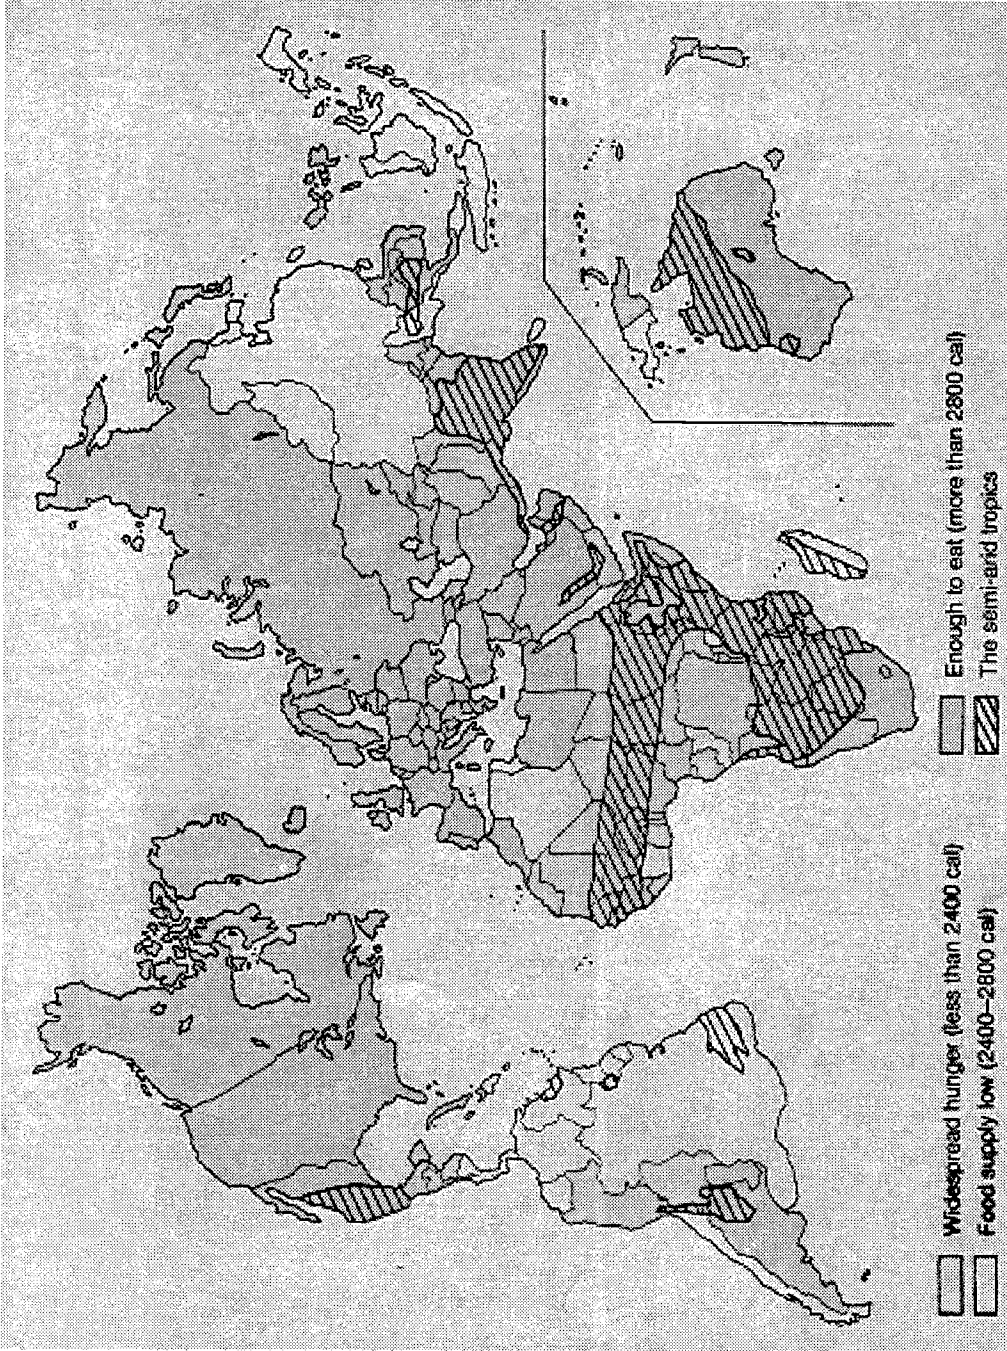 Widespread hunger (less than 2400 cal)
Food supply low (2400–2800 cal)
Enough to eat (more than 2800 cal)
The semi-arid tropics